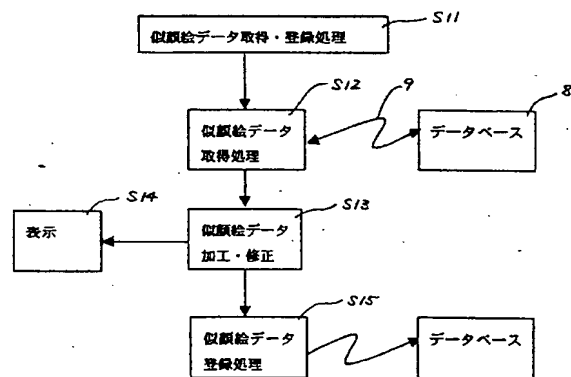 似顔絵データ取得・登録処理
S11
S12
9
8
似顔絵データ
取得処理
データベース
S14
S13
表示
似顔絵データ
加工・修正
S15
似顔絵データ
登録処理
データベース